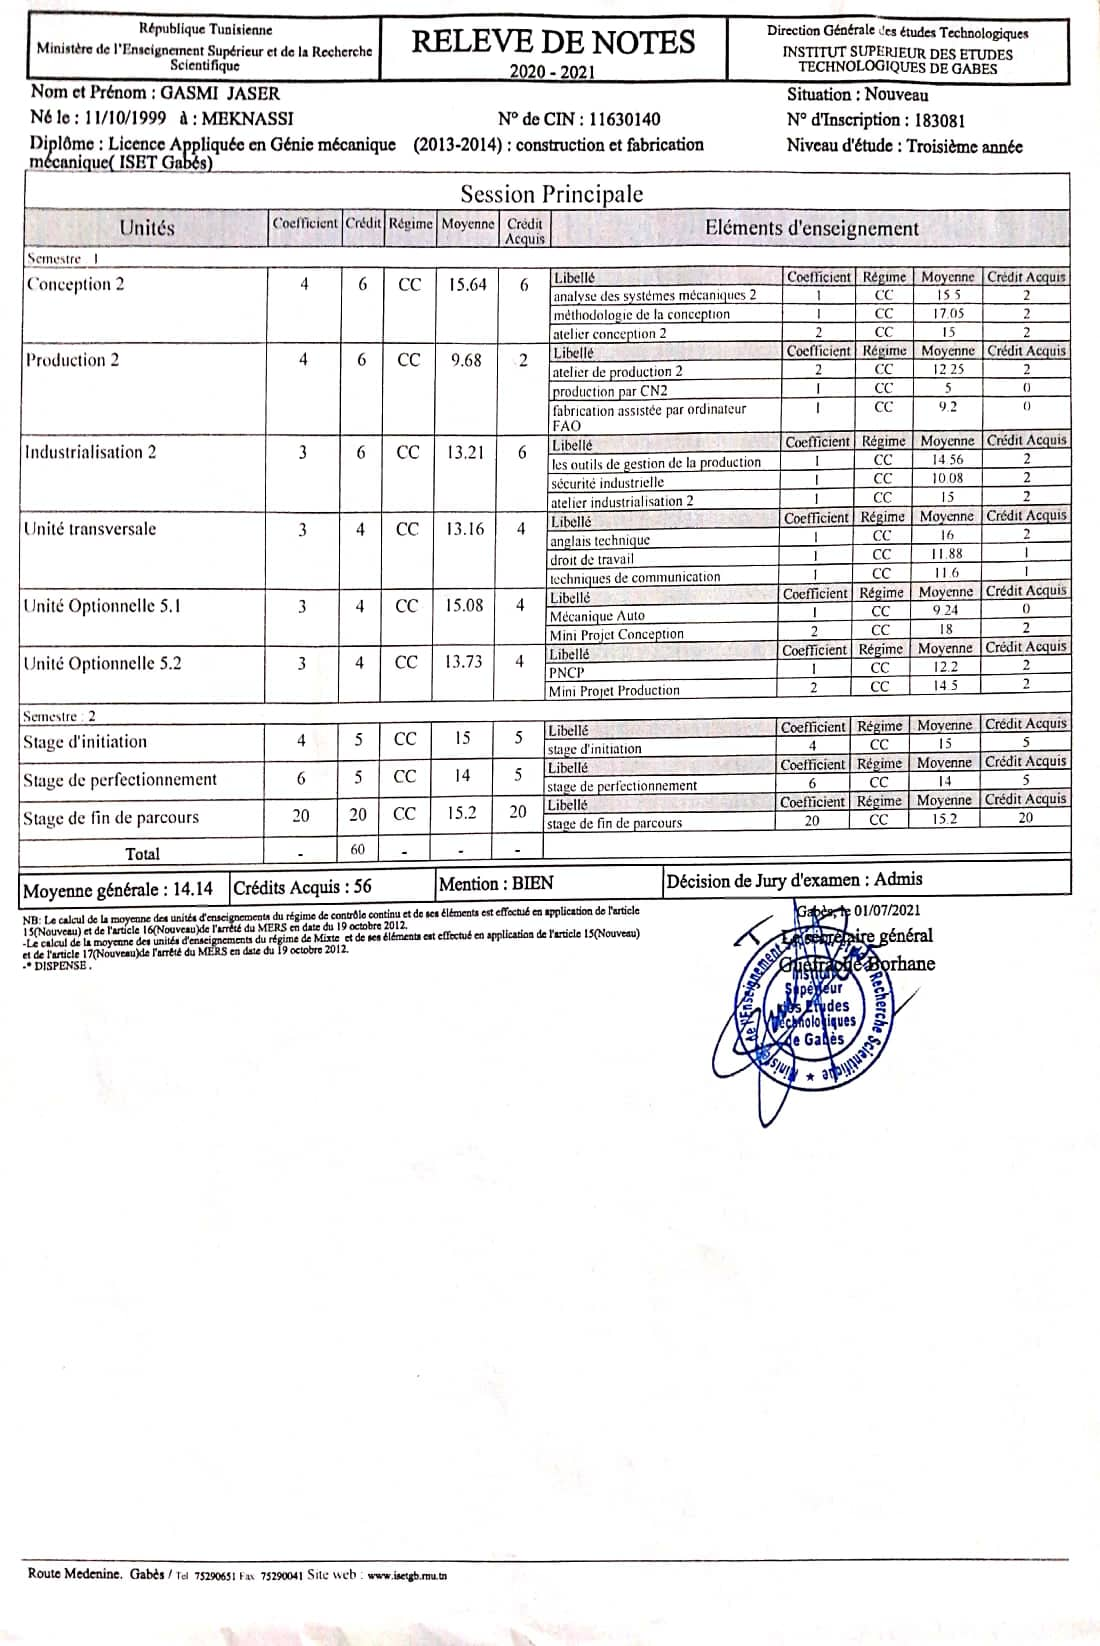 République Tunisienne
Ministère de l'Enseignement Supérieur et de la Recherche
Scientifique
RELEVE DE NOTES
2020 - 2021
Direction Générale des études Technologiques
INSTITUT SUPERIEUR DES ETUDES
TECHNOLOGIQUES DE GABES
Nom et Prénom : GASMI JASER
Situation : Nouveau
Né le : 11/10/1999 à : MEKNASSI N° de CIN : 11630140 N° d'Inscription : 183081
Diplôme : Licence Appliquée en Génie mécanique (2013-2014) : construction et fabrication Niveau d'étude : Troisième année
mécanique( ISET Gabés)
Session Principale
Unités Coefficient Crédit Régime Moyenne Crédit Acquis Eléments d'enseignement
Semestre 1
Conception 2 4 6 CC 15.64 6 Libellé Coefficient Régime Moyenne Crédit Acquis
analyse des systèmes mécaniques 2 1 CC 15 5 2
méthodologie de la conception 1 CC 17.05 2
atelier conception 2 2 CC 15 2
Production 2 4 6 CC 9.68 2 Libellé Coefficient Régime Moyenne Crédit Acquis
atelier de production 2 2 CC 12 25 2
production par CN2 1 CC 5 0
fabrication assistée par ordinateur 1 CC 9.2 0
FAO
Industrialisation 2 3 6 CC 13.21 6 Libellé Coefficient Régime Moyenne Crédit Acquis
les outils de gestion de la production 1 CC 14 56 2
sécurité industrielle 1 CC 10 08 2
atelier industrialisation 2 1 CC 15 2
Unité transversale 3 4 CC 13.16 4 Libellé Coefficient Régime Moyenne Crédit Acquis
anglais technique 1 CC 16 2
droit de travail 1 CC 11.88 1
techniques de communication 1 CC 11.6 1
Unité Optionnelle 5.1 3 4 CC 15.08 4 Libellé Coefficient Régime Moyenne Crédit Acquis
Mécanique Auto 1 CC 9 24 0
Mini Projet Conception 2 CC 18 2
Unité Optionnelle 5.2 3 4 CC 13.73 4 Libellé Coefficient Régime Moyenne Crédit Acquis
PNCP 1 CC 12.2 2
Mini Projet Production 2 CC 14 5 2
Semestre : 2
Stage d'initiation 4 5 CC 15 5 Libellé Coefficient Régime Moyenne Crédit Acquis
stage d'initiation 4 CC 15 5
Stage de perfectionnement 6 5 CC 14 5 Libellé Coefficient Régime Moyenne Crédit Acquis
stage de perfectionnement 6 CC 14 5
Stage de fin de parcours 20 20 CC 15.2 20 Libellé Coefficient Régime Moyenne Crédit Acquis
stage de fin de parcours 20 CC 15.2 20
Total - 60 - - -
Moyenne générale : 14.14 Crédits Acquis : 56 Mention : BIEN Décision de Jury d'examen : Admis
NB: Le calcul de la moyenne des unités d'enseignements du régime de contrôle continu et de ses éléments est effectué en application de l'article
15(Nouveau) et de l'article 16(Nouveau)de l'arrêté du MERS en date du 19 octobre 2012.
-Le calcul de la moyenne des unités d'enseignements du régime de Mixte et de ses éléments est effectué en application de l'article 15(Nouveau)
et de l'article 17(Nouveau)de l'arrêté du MERS en date du 19 octobre 2012.
-* DISPENSE .
Gabès, le 01/07/2021
Le secrétaire général
Guefrache Borhane
de l'Enseignement Recherche Scientifique
Institut
Supérieur
des Etudes
Technologiques
de Gabès
Route Medenine. Gabès / Tel 75290651 Fax 75290041 Site web : www.isetgb.rnu.tn